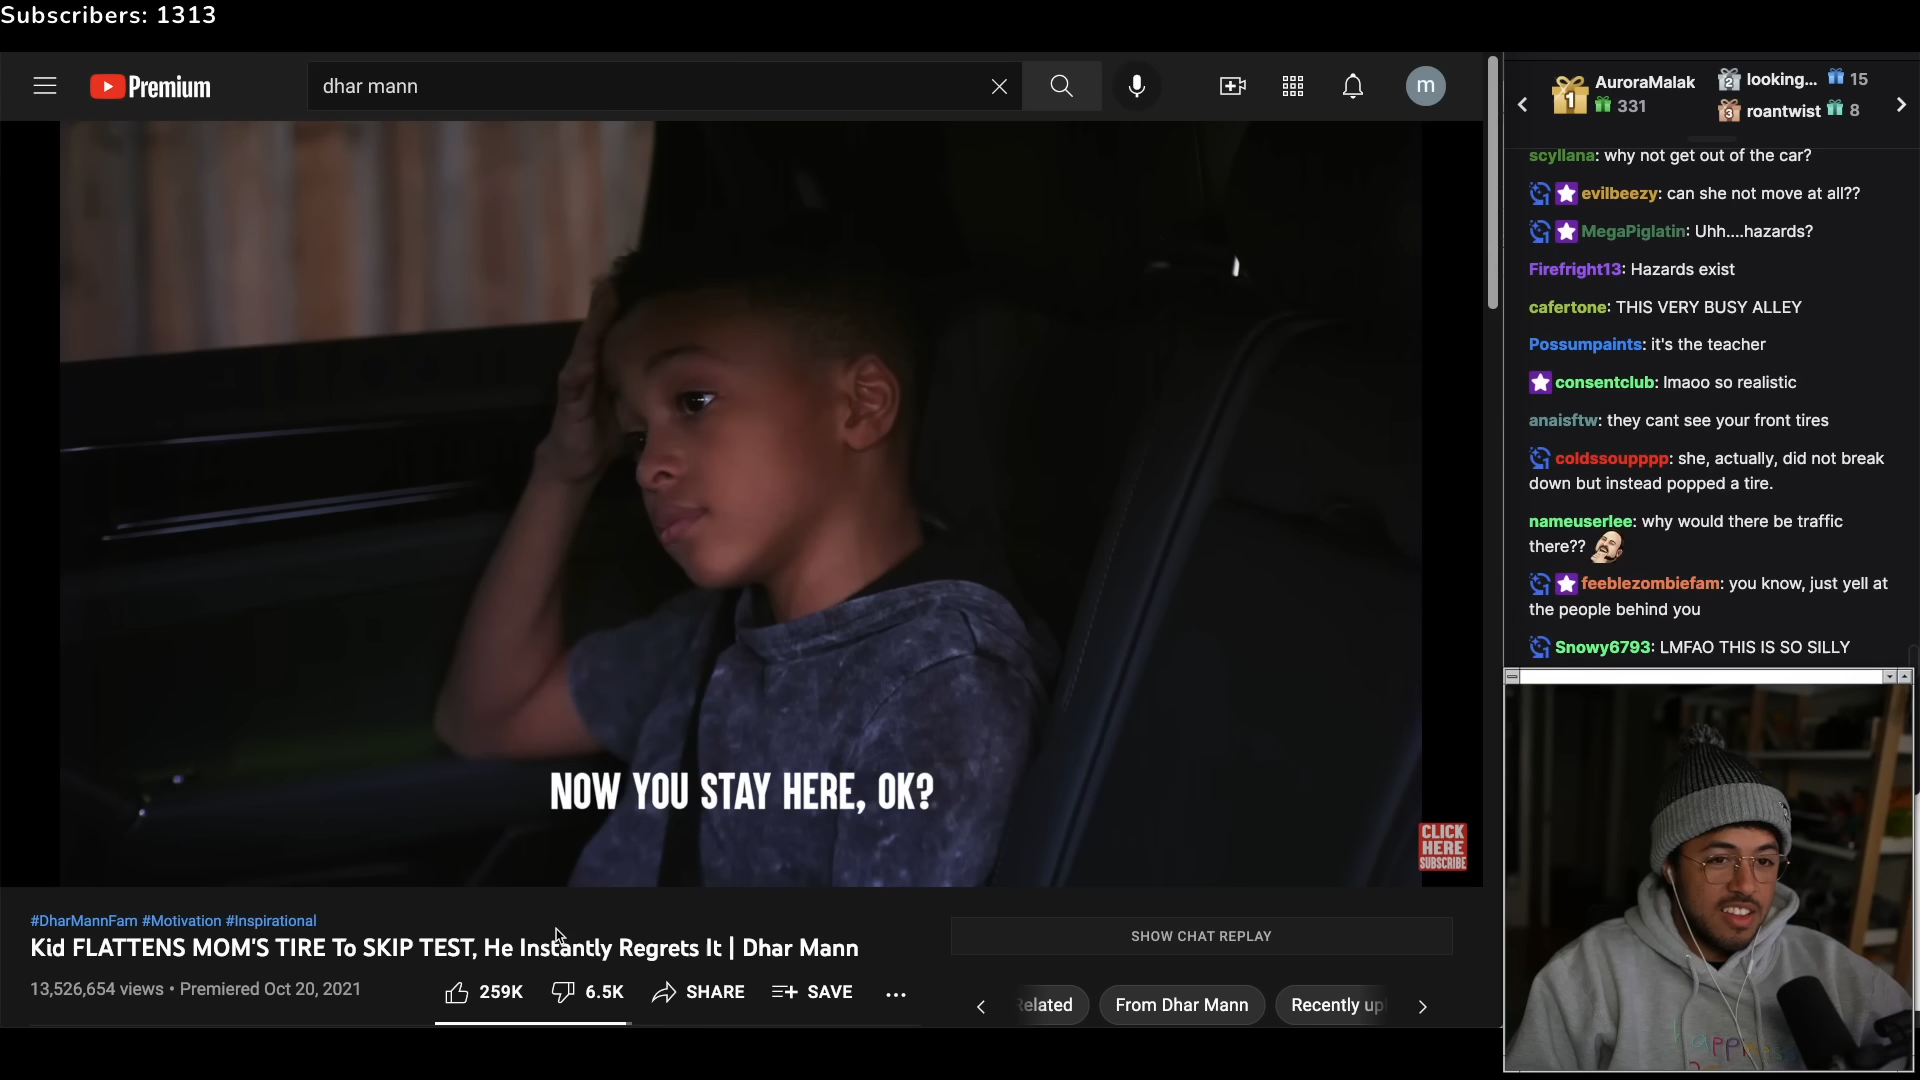 Subscribers: 1313
Premium
dhar mann
m
1 AuroraMalak
331
2 looking... 15
3 roantwist 8
scyllana: why not get out of the car?
evilbeezy: can she not move at all??
MegaPiglatin: Uhh....hazards?
Firefright13: Hazards exist
cafertone: THIS VERY BUSY ALLEY
Possumpaints: it's the teacher
consentclub: lmaoo so realistic
anaisftw: they cant see your front tires
coldssoupppp: she, actually, did not break
down but instead popped a tire.
nameuserlee: why would there be traffic
there??
feeblezombiefam: you know, just yell at
the people behind you
Snowy6793: LMFAO THIS IS SO SILLY
NOW YOU STAY HERE, OK?
CLICK
HERE
SUBSCRIBE
#DharMannFam #Motivation #Inspirational
Kid FLATTENS MOM'S TIRE To SKIP TEST, He Instantly Regrets It | Dhar Mann
13,526,654 views • Premiered Oct 20, 2021
259K 6.5K SHARE SAVE ...
SHOW CHAT REPLAY
elated From Dhar Mann Recently up